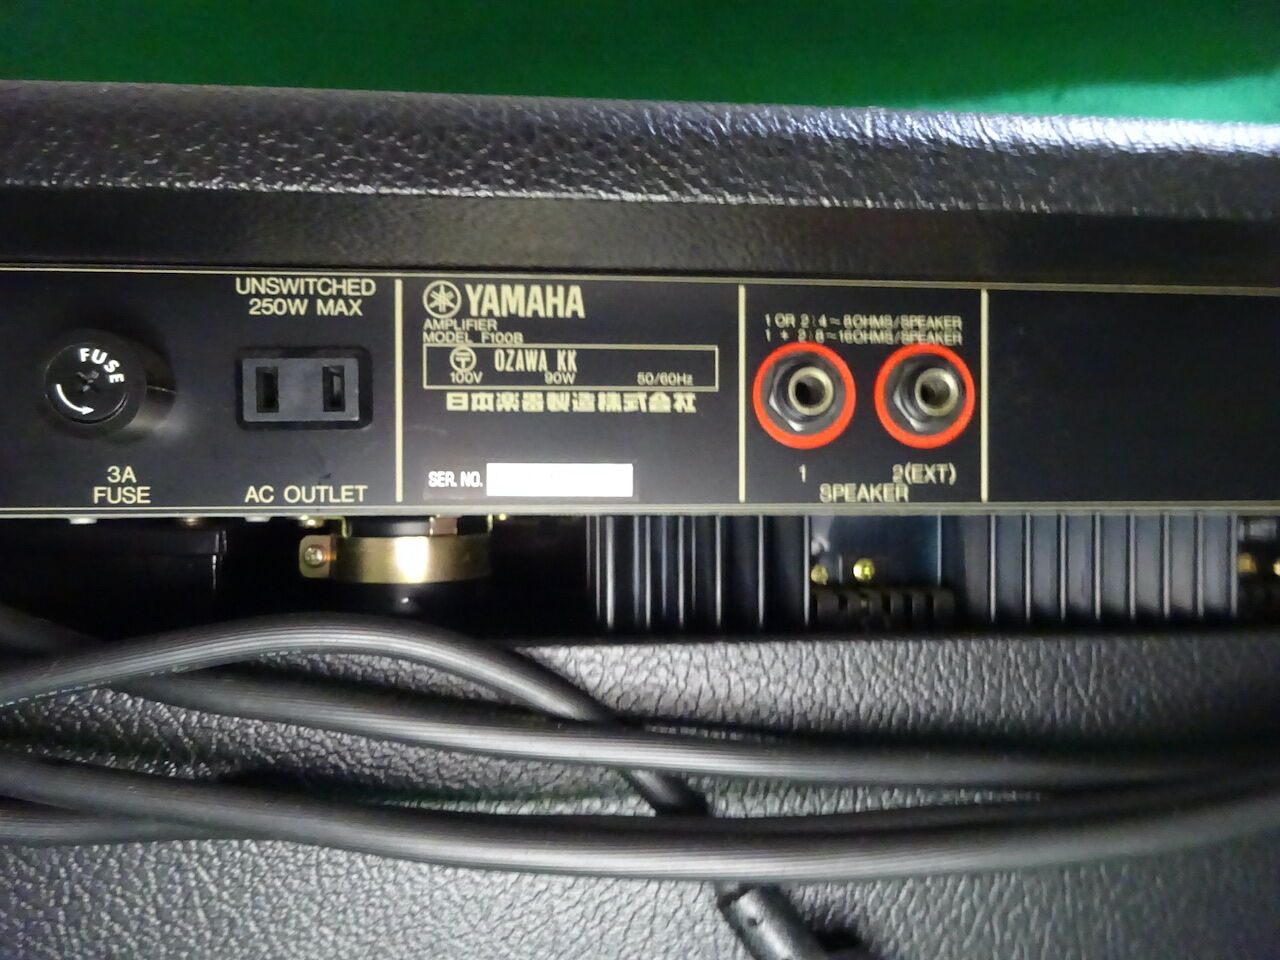 FUSE
3A
FUSE
UNSWITCHED
250W MAX
AC OUTLET
YAMAHA
AMPLIFIER
MODEL F100B
〒 OZAWA KK
100V 90W 50/60Hz
日本楽器製造株式会社
SER. NO.
1 OR 2:4~8OHMS/SPEAKER
1 + 2:8~16OHMS/SPEAKER
1 2(EXT)
SPEAKER